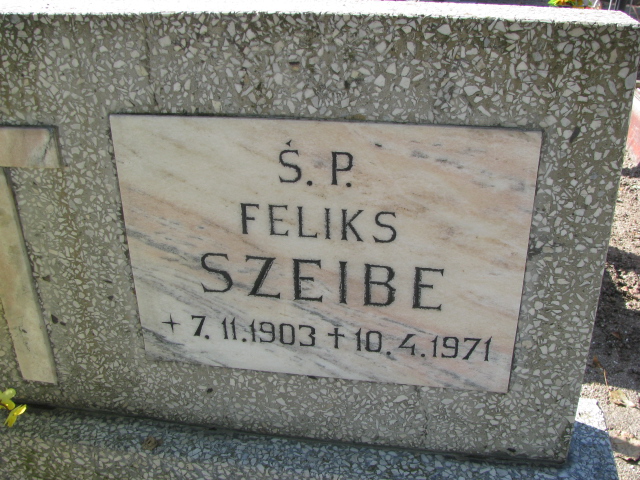 Ś. P.
FELIKS
SZEIBE
+ 7. 11. 1903 ✝ 10. 4. 1971